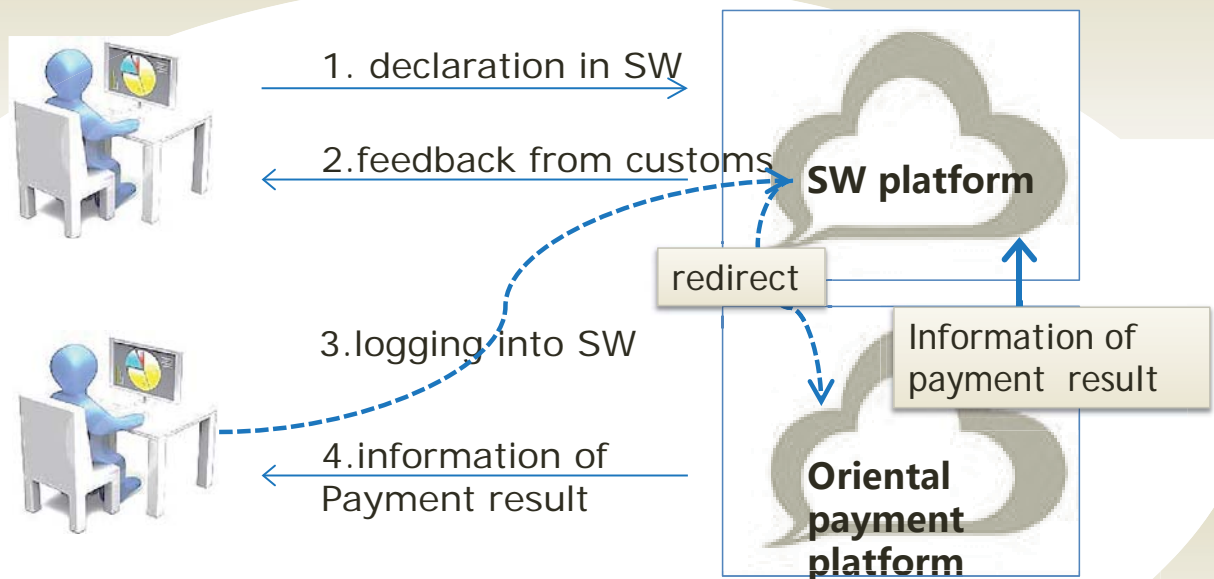 1. declaration in SW
2.feedback from customs
SW platform
redirect
3.logging into SW
Information of
payment result
4.information of
Payment result
Oriental
payment
platform